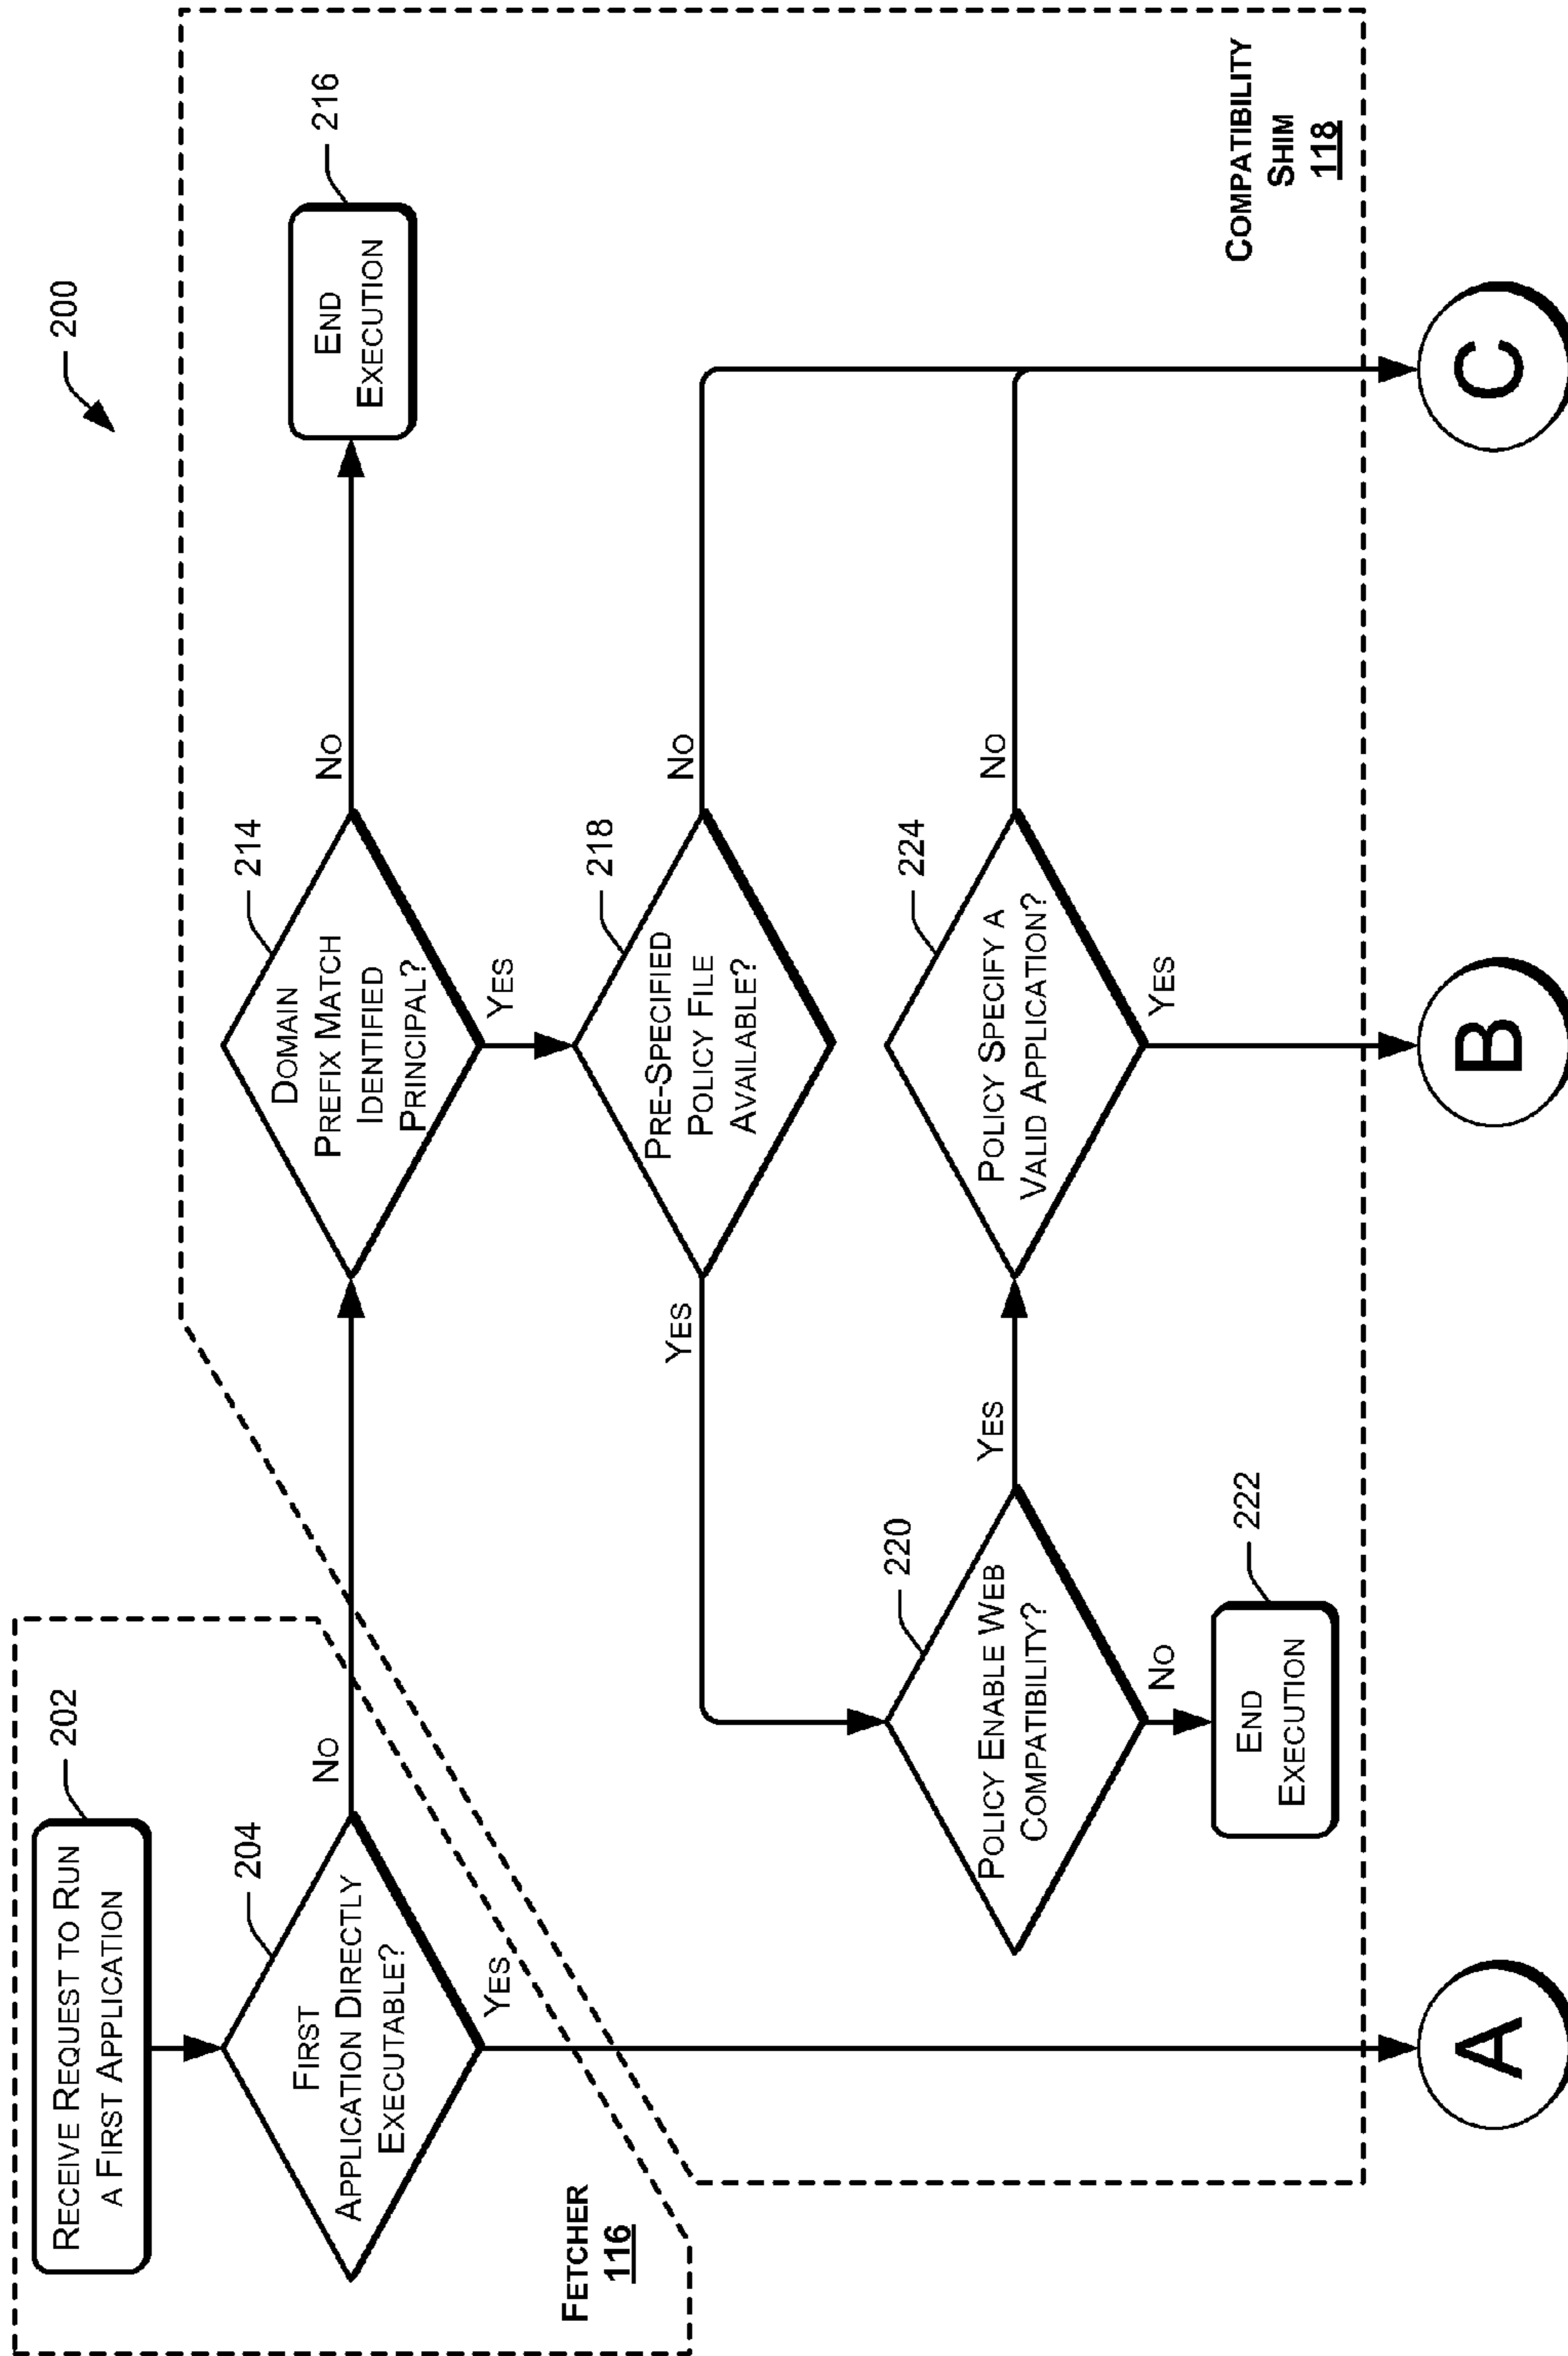 200
RECEIVE REQUEST TO RUN
A FIRST APPLICATION
202
FIRST
APPLICATION DIRECTLY
EXECUTABLE?
204
NO
YES
FETCHER
116
DOMAIN
PREFIX MATCH
IDENTIFIED
PRINCIPAL?
214
NO
YES
END
EXECUTION
216
PRE-SPECIFIED
POLICY FILE
AVAILABLE?
218
YES
NO
POLICY ENABLE WEB
COMPATIBILITY?
220
YES
NO
END
EXECUTION
222
POLICY SPECIFY A
VALID APPLICATION?
224
NO
YES
COMPATIBILITY
SHIM
118
A
B
C